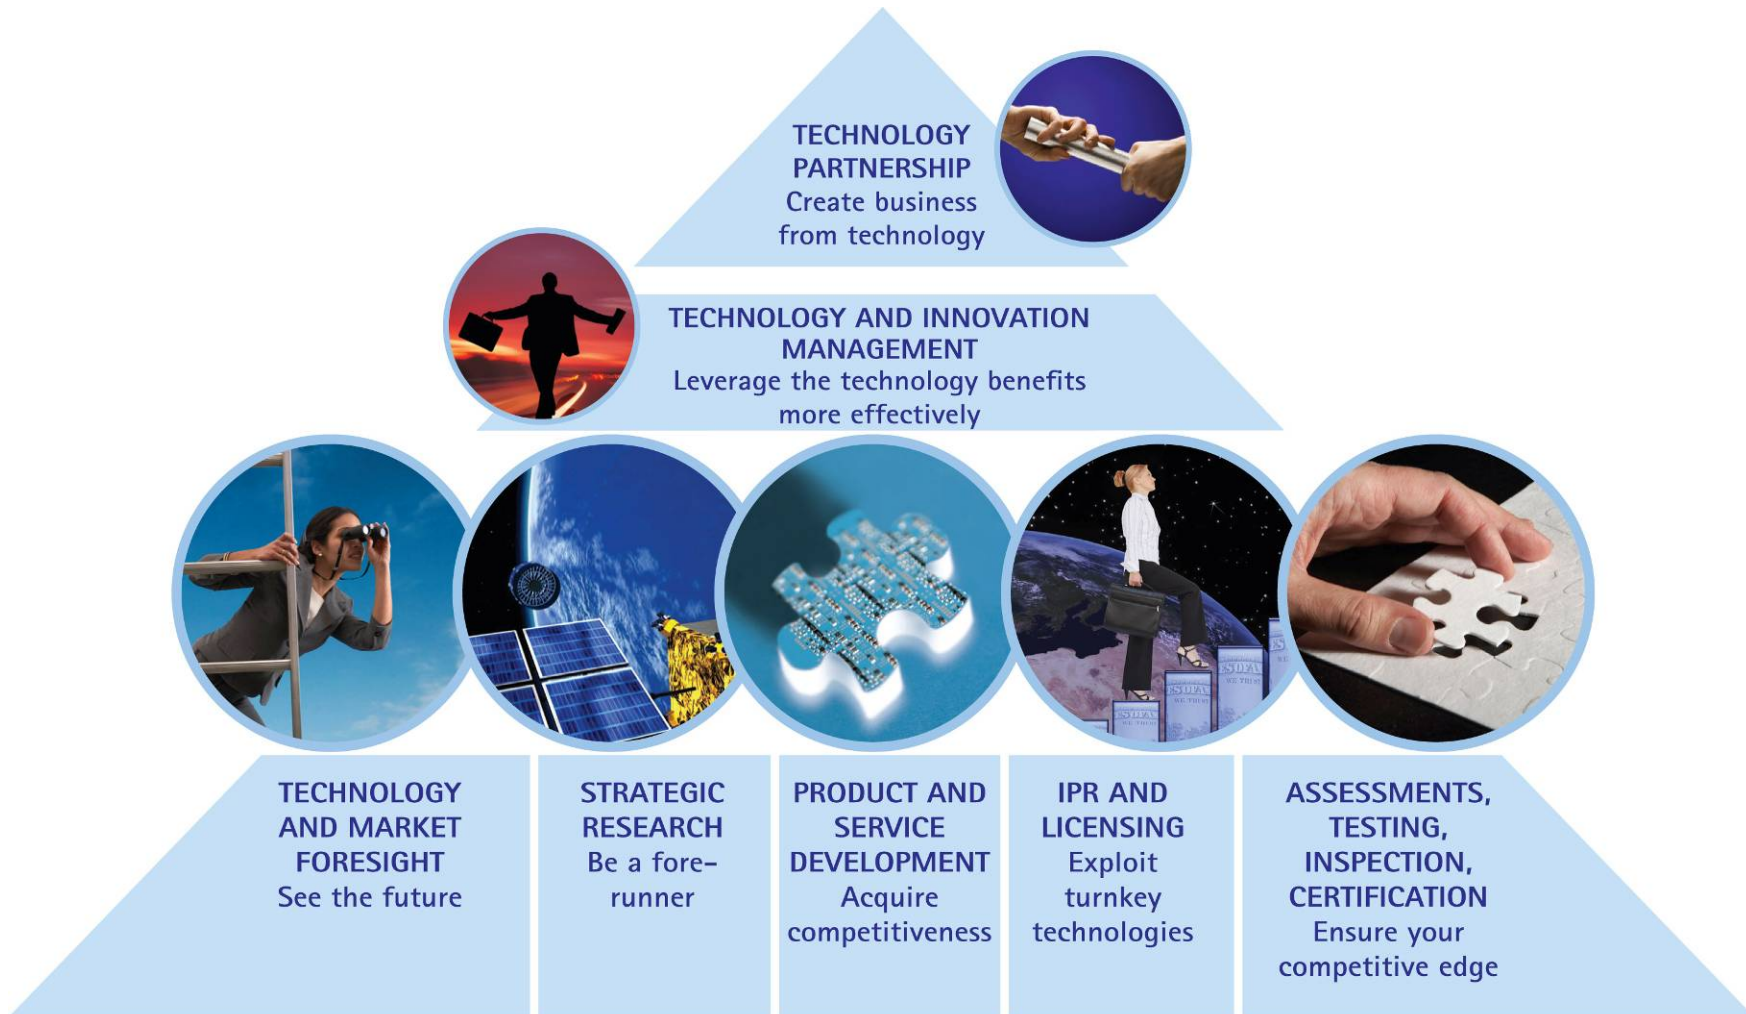 TECHNOLOGY
PARTNERSHIP
Create business
from technology
TECHNOLOGY AND INNOVATION
MANAGEMENT
Leverage the technology benefits
more effectively
TECHNOLOGY
AND MARKET
FORESIGHT
See the future
STRATEGIC
RESEARCH
Be a fore-
runner
PRODUCT AND
SERVICE
DEVELOPMENT
Acquire
competitiveness
IPR AND
LICENSING
Exploit
turnkey
technologies
ASSESSMENTS,
TESTING,
INSPECTION,
CERTIFICATION
Ensure your
competitive edge